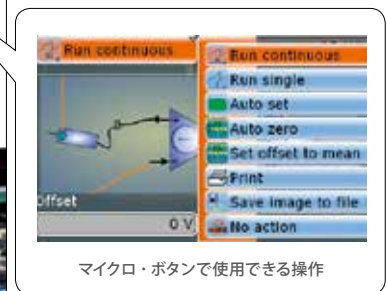 Run continuous
Offset
0 V
Run continuous
Run single
Auto set
Auto zero
Set offset to mean
Print
Save image to file
No action
マイクロ・ボタンで使用できる操作